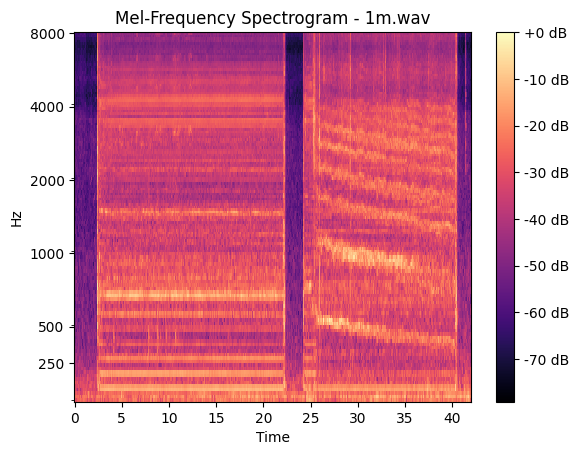 Mel-Frequency Spectrogram - 1m.wav
8000
4000
2000
1000
500
250
Hz
0 5 10 15 20 25 30 35 40
Time
+0 dB
-10 dB
-20 dB
-30 dB
-40 dB
-50 dB
-60 dB
-70 dB